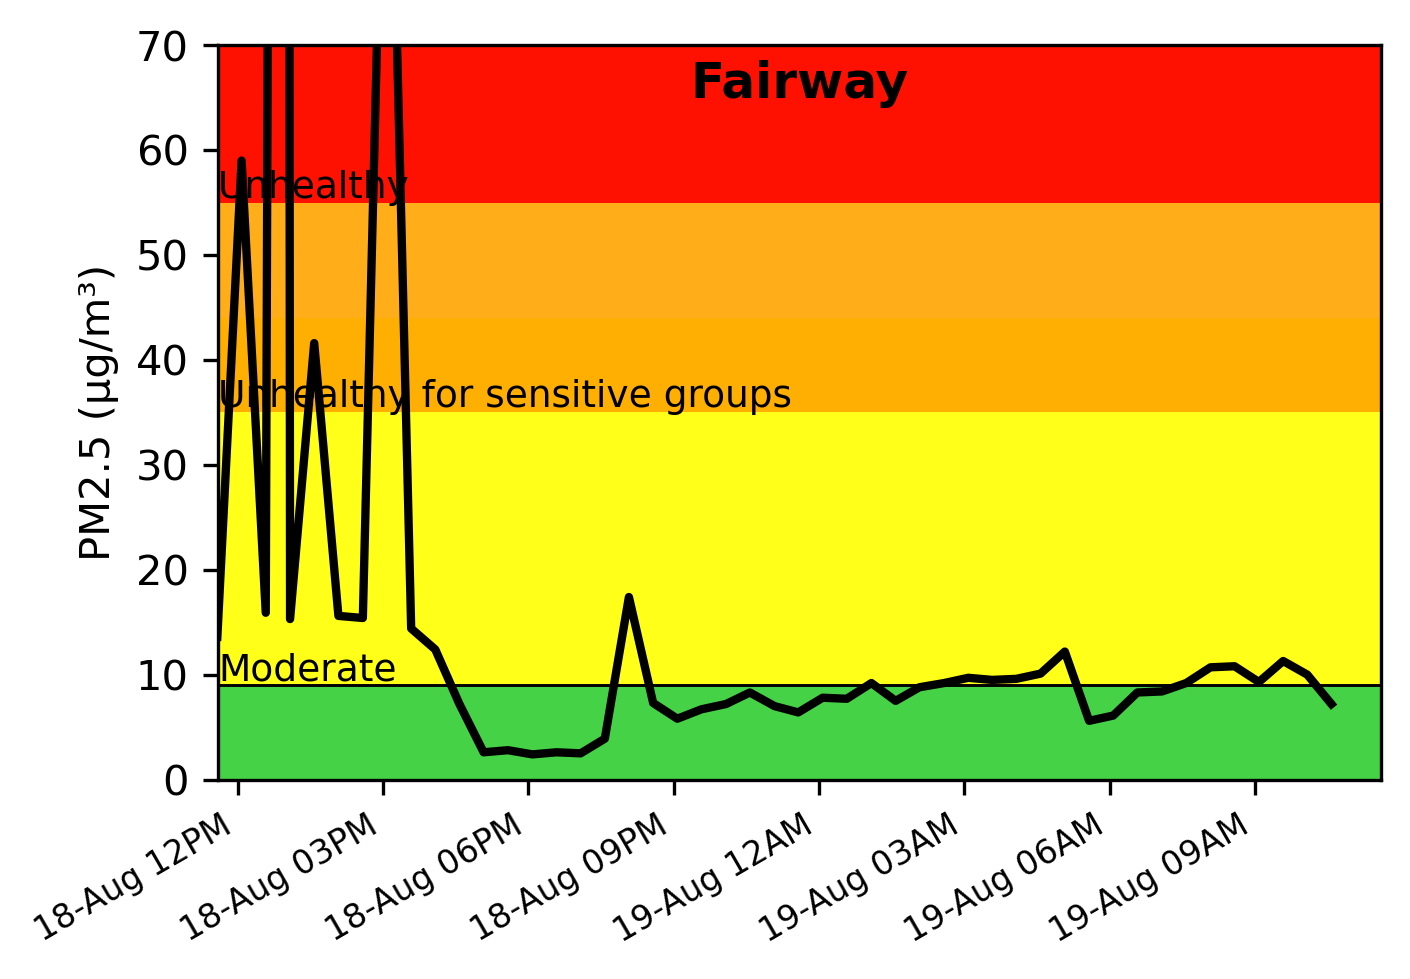 Fairway
PM2.5 (µg/m³)
70
60
50
40
30
20
10
0
Unhealthy
Unhealthy for sensitive groups
Moderate
18-Aug 12PM
18-Aug 03PM
18-Aug 06PM
18-Aug 09PM
19-Aug 12AM
19-Aug 03AM
19-Aug 06AM
19-Aug 09AM